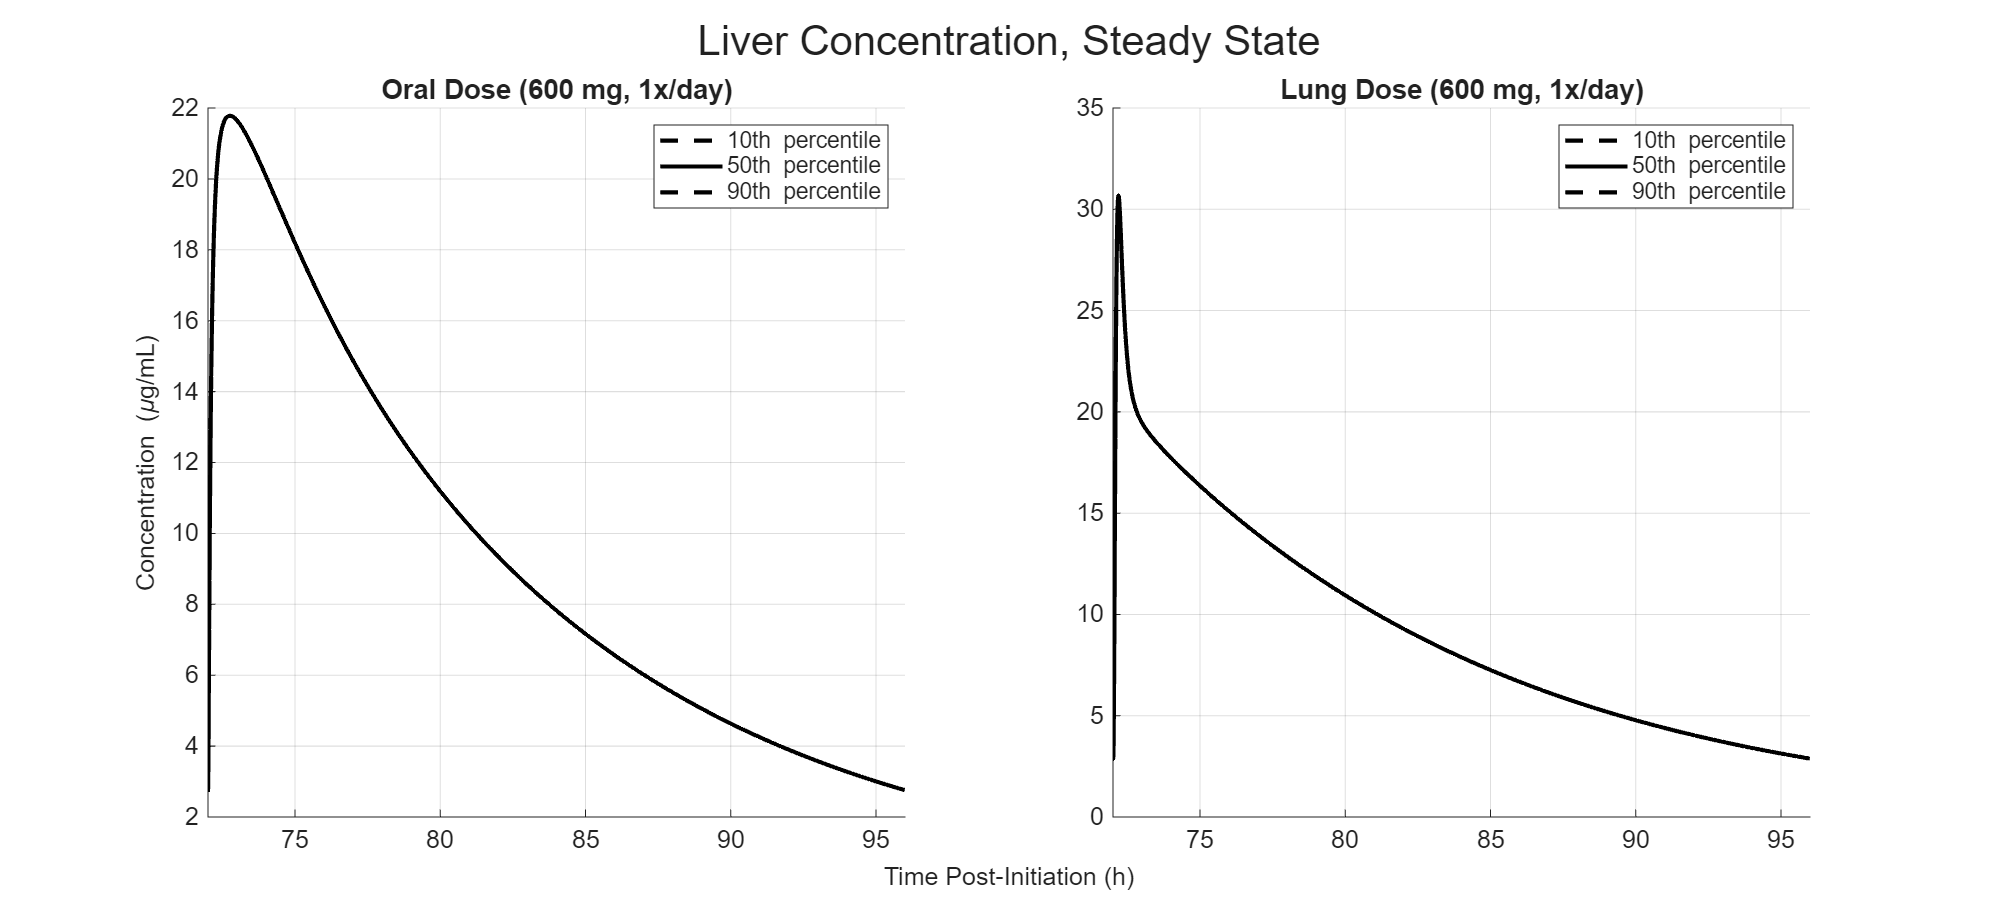 Liver Concentration, Steady State
Oral Dose (600 mg, 1x/day)
22
20
18
16
14
12
10
8
6
4
2
75
80
85
90
95
Concentration (μg/mL)
10th percentile
50th percentile
90th percentile
Lung Dose (600 mg, 1x/day)
35
30
25
20
15
10
5
0
75
80
85
90
95
10th percentile
50th percentile
90th percentile
Time Post-Initiation (h)